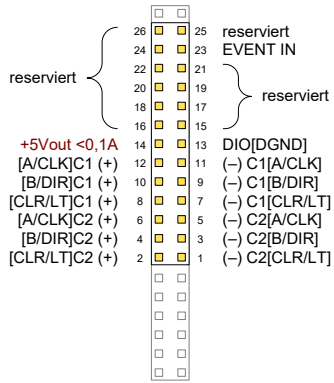 26 25 reserviert
24 23 EVENT IN
22 21
reserviert
20 19
reserviert
18 17
16 15
+5Vout <0,1A 14 13 DIO[DGND]
[A/CLK]C1 (+) 12 11 (–) C1[A/CLK]
[B/DIR]C1 (+) 10 9 (–) C1[B/DIR]
[CLR/LT]C1 (+) 8 7 (–) C1[CLR/LT]
[A/CLK]C2 (+) 6 5 (–) C2[A/CLK]
[B/DIR]C2 (+) 4 3 (–) C2[B/DIR]
[CLR/LT]C2 (+) 2 1 (–) C2[CLR/LT]